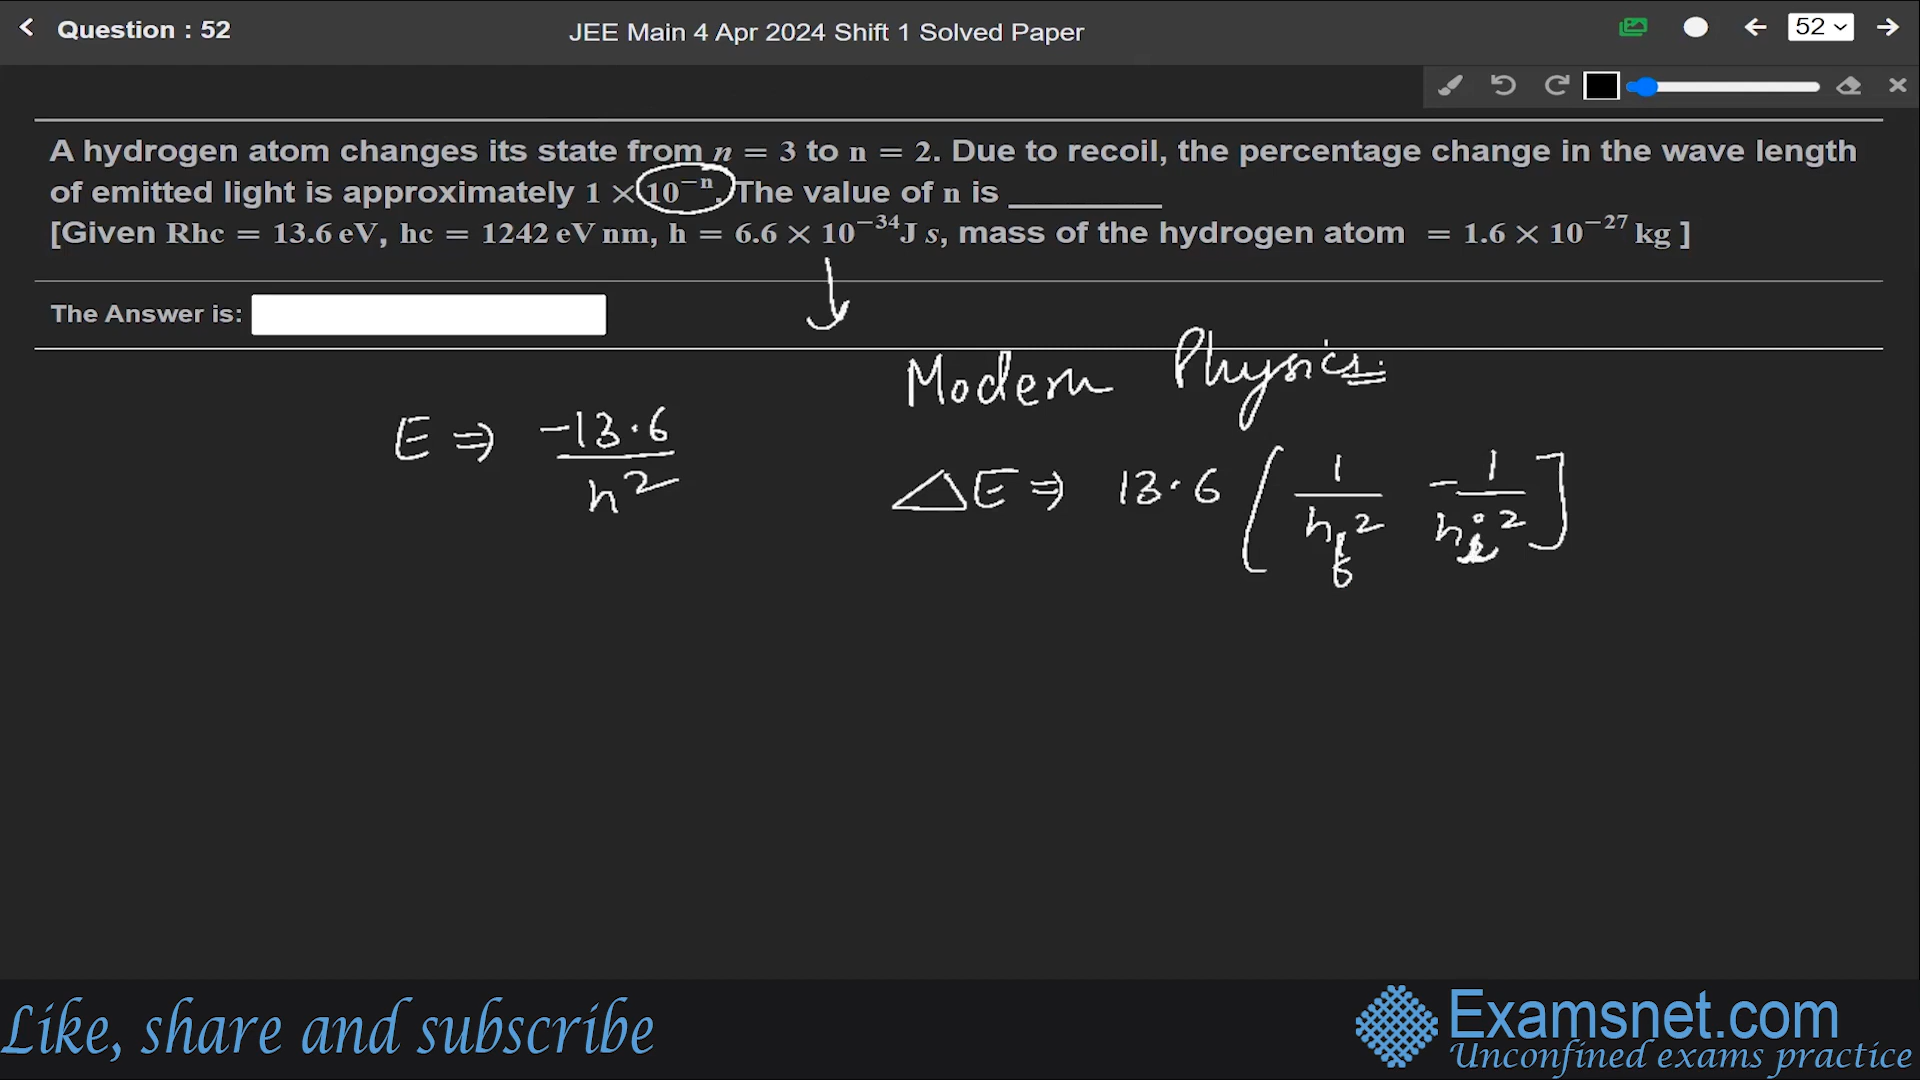 Question : 52
JEE Main 4 Apr 2024 Shift 1 Solved Paper
52
A hydrogen atom changes its state from n = 3 to n = 2. Due to recoil, the percentage change in the wave length
of emitted light is approximately 1 × 10⁻ⁿ. The value of n is ________
[Given Rhc = 13.6 eV, hc = 1242 eV nm, h = 6.6 × 10⁻³⁴J s, mass of the hydrogen atom = 1.6 × 10⁻²⁷ kg ]
The Answer is:
Modern Physics
E ⇒ -13.6 / n²
ΔE ⇒ 13.6 ( 1/n_f² - 1/n_i² ]
Like, share and subscribe
Examsnet.com
Unconfined exams practice